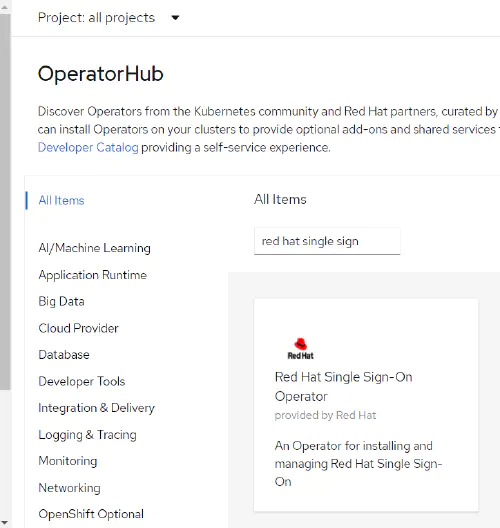 Project: all projects
OperatorHub
Discover Operators from the Kubernetes community and Red Hat partners, curated by
can install Operators on your clusters to provide optional add-ons and shared services
Developer Catalog providing a self-service experience.
All Items
AI/Machine Learning
Application Runtime
Big Data
Cloud Provider
Database
Developer Tools
Integration & Delivery
Logging & Tracing
Monitoring
Networking
OpenShift Optional
All Items
red hat single sign
Red Hat
Red Hat Single Sign-On
Operator
provided by Red Hat
An Operator for installing and
managing Red Hat Single Sign-
On